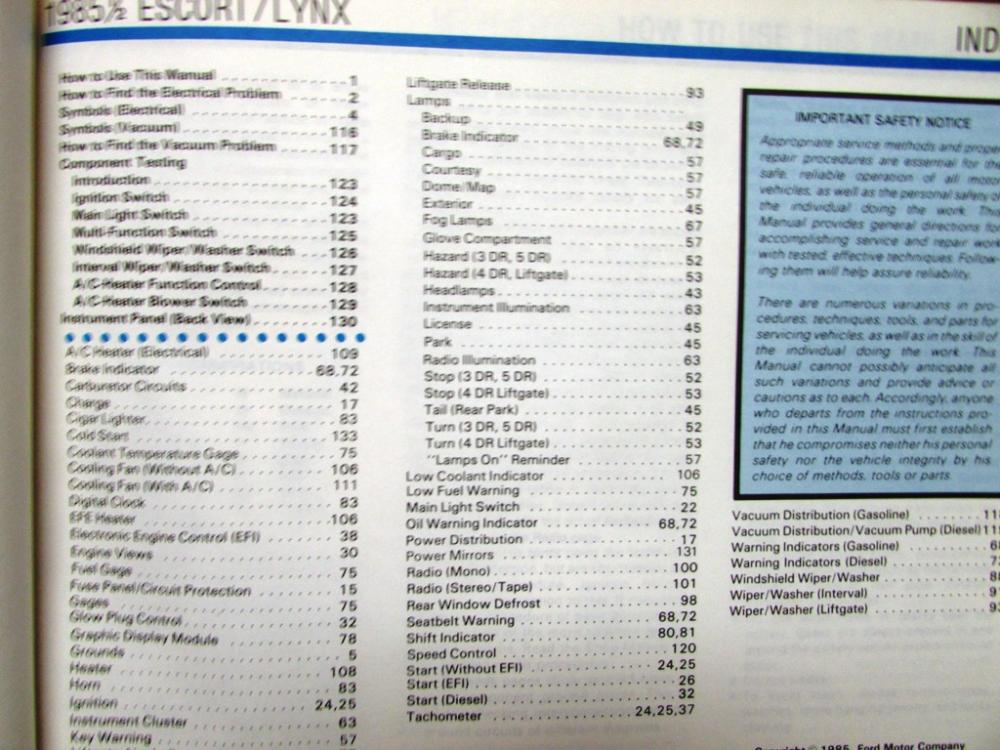 1985½ ESCORT/LYNX
IND
How to Use This Manual 1
How to Find the Electrical Problem 2
Symbols (Electrical) 4
Symbols (Vacuum) 116
How to Find the Vacuum Problem 117
Component Testing
Introduction 123
Ignition Switch 124
Main Light Switch 123
Multi-Function Switch 125
Windshield Wiper/Washer Switch 126
Interval Wiper/Washer Switch 127
A/C-Heater Function Control 128
A/C-Heater Blower Switch 129
Instrument Panel (Back View) 130
A/C Heater (Electrical) 109
Brake Indicator 68,72
Carburetor Circuits 42
Charge 17
Cigar Lighter 83
Cold Start 133
Coolant Temperature Gage 75
Cooling Fan (Without A/C) 106
Cooling Fan (With A/C) 111
Digital Clock 83
EFE Heater 106
Electronic Engine Control (EFI) 38
Engine Views 30
Fuel Gage 75
Fuse Panel/Circuit Protection 15
Gages 75
Glow Plug Control 32
Graphic Display Module 78
Grounds 5
Heater 108
Horn 83
Ignition 24,25
Instrument Cluster 63
Key Warning 57
Liftgate Release 93
Lamps
Backup 49
Brake Indicator 68,72
Cargo 57
Courtesy 57
Dome/Map 57
Exterior 45
Fog Lamps 67
Glove Compartment 57
Hazard (3 DR, 5 DR) 52
Hazard (4 DR, Liftgate) 53
Headlamps 43
Instrument Illumination 63
License 45
Park 45
Radio Illumination 63
Stop (3 DR, 5 DR) 52
Stop (4 DR Liftgate) 53
Tail (Rear Park) 45
Turn (3 DR, 5 DR) 52
Turn (4 DR Liftgate) 53
"Lamps On" Reminder 57
Low Coolant Indicator 106
Low Fuel Warning 75
Main Light Switch 22
Oil Warning Indicator 68,72
Power Distribution 17
Power Mirrors 131
Radio (Mono) 100
Radio (Stereo/Tape) 101
Rear Window Defrost 98
Seatbelt Warning 68,72
Shift Indicator 80,81
Speed Control 120
Start (Without EFI) 24,25
Start (EFI) 26
Start (Diesel) 32
Tachometer 24,25,37
IMPORTANT SAFETY NOTICE
Appropriate service methods and prope
repair procedures are essential for the
safe, reliable operation of all moto
vehicles, as well as the personal safety o
the individual doing the work. This
Manual provides general directions for
accomplishing service and repair work
with tested, effective techniques. Follow-
ing them will help assure reliability.
There are numerous variations in pro-
cedures, techniques, tools, and parts for
servicing vehicles, as well as in the skill of
the individual doing the work. This
Manual cannot possibly anticipate all
such variations and provide advice or
cautions as to each. Accordingly, anyone
who departs from the instructions pro-
vided in this Manual must first establish
that he compromises neither his personal
safety nor the vehicle integrity by his
choice of methods, tools or parts.
Vacuum Distribution (Gasoline) 11
Vacuum Distribution/Vacuum Pump (Diesel) 11
Warning Indicators (Gasoline) 6
Warning Indicators (Diesel) 7
Windshield Wiper/Washer 8
Wiper/Washer (Interval) 9
Wiper/Washer (Liftgate) 9
Copyright © 1985, Ford Motor Company